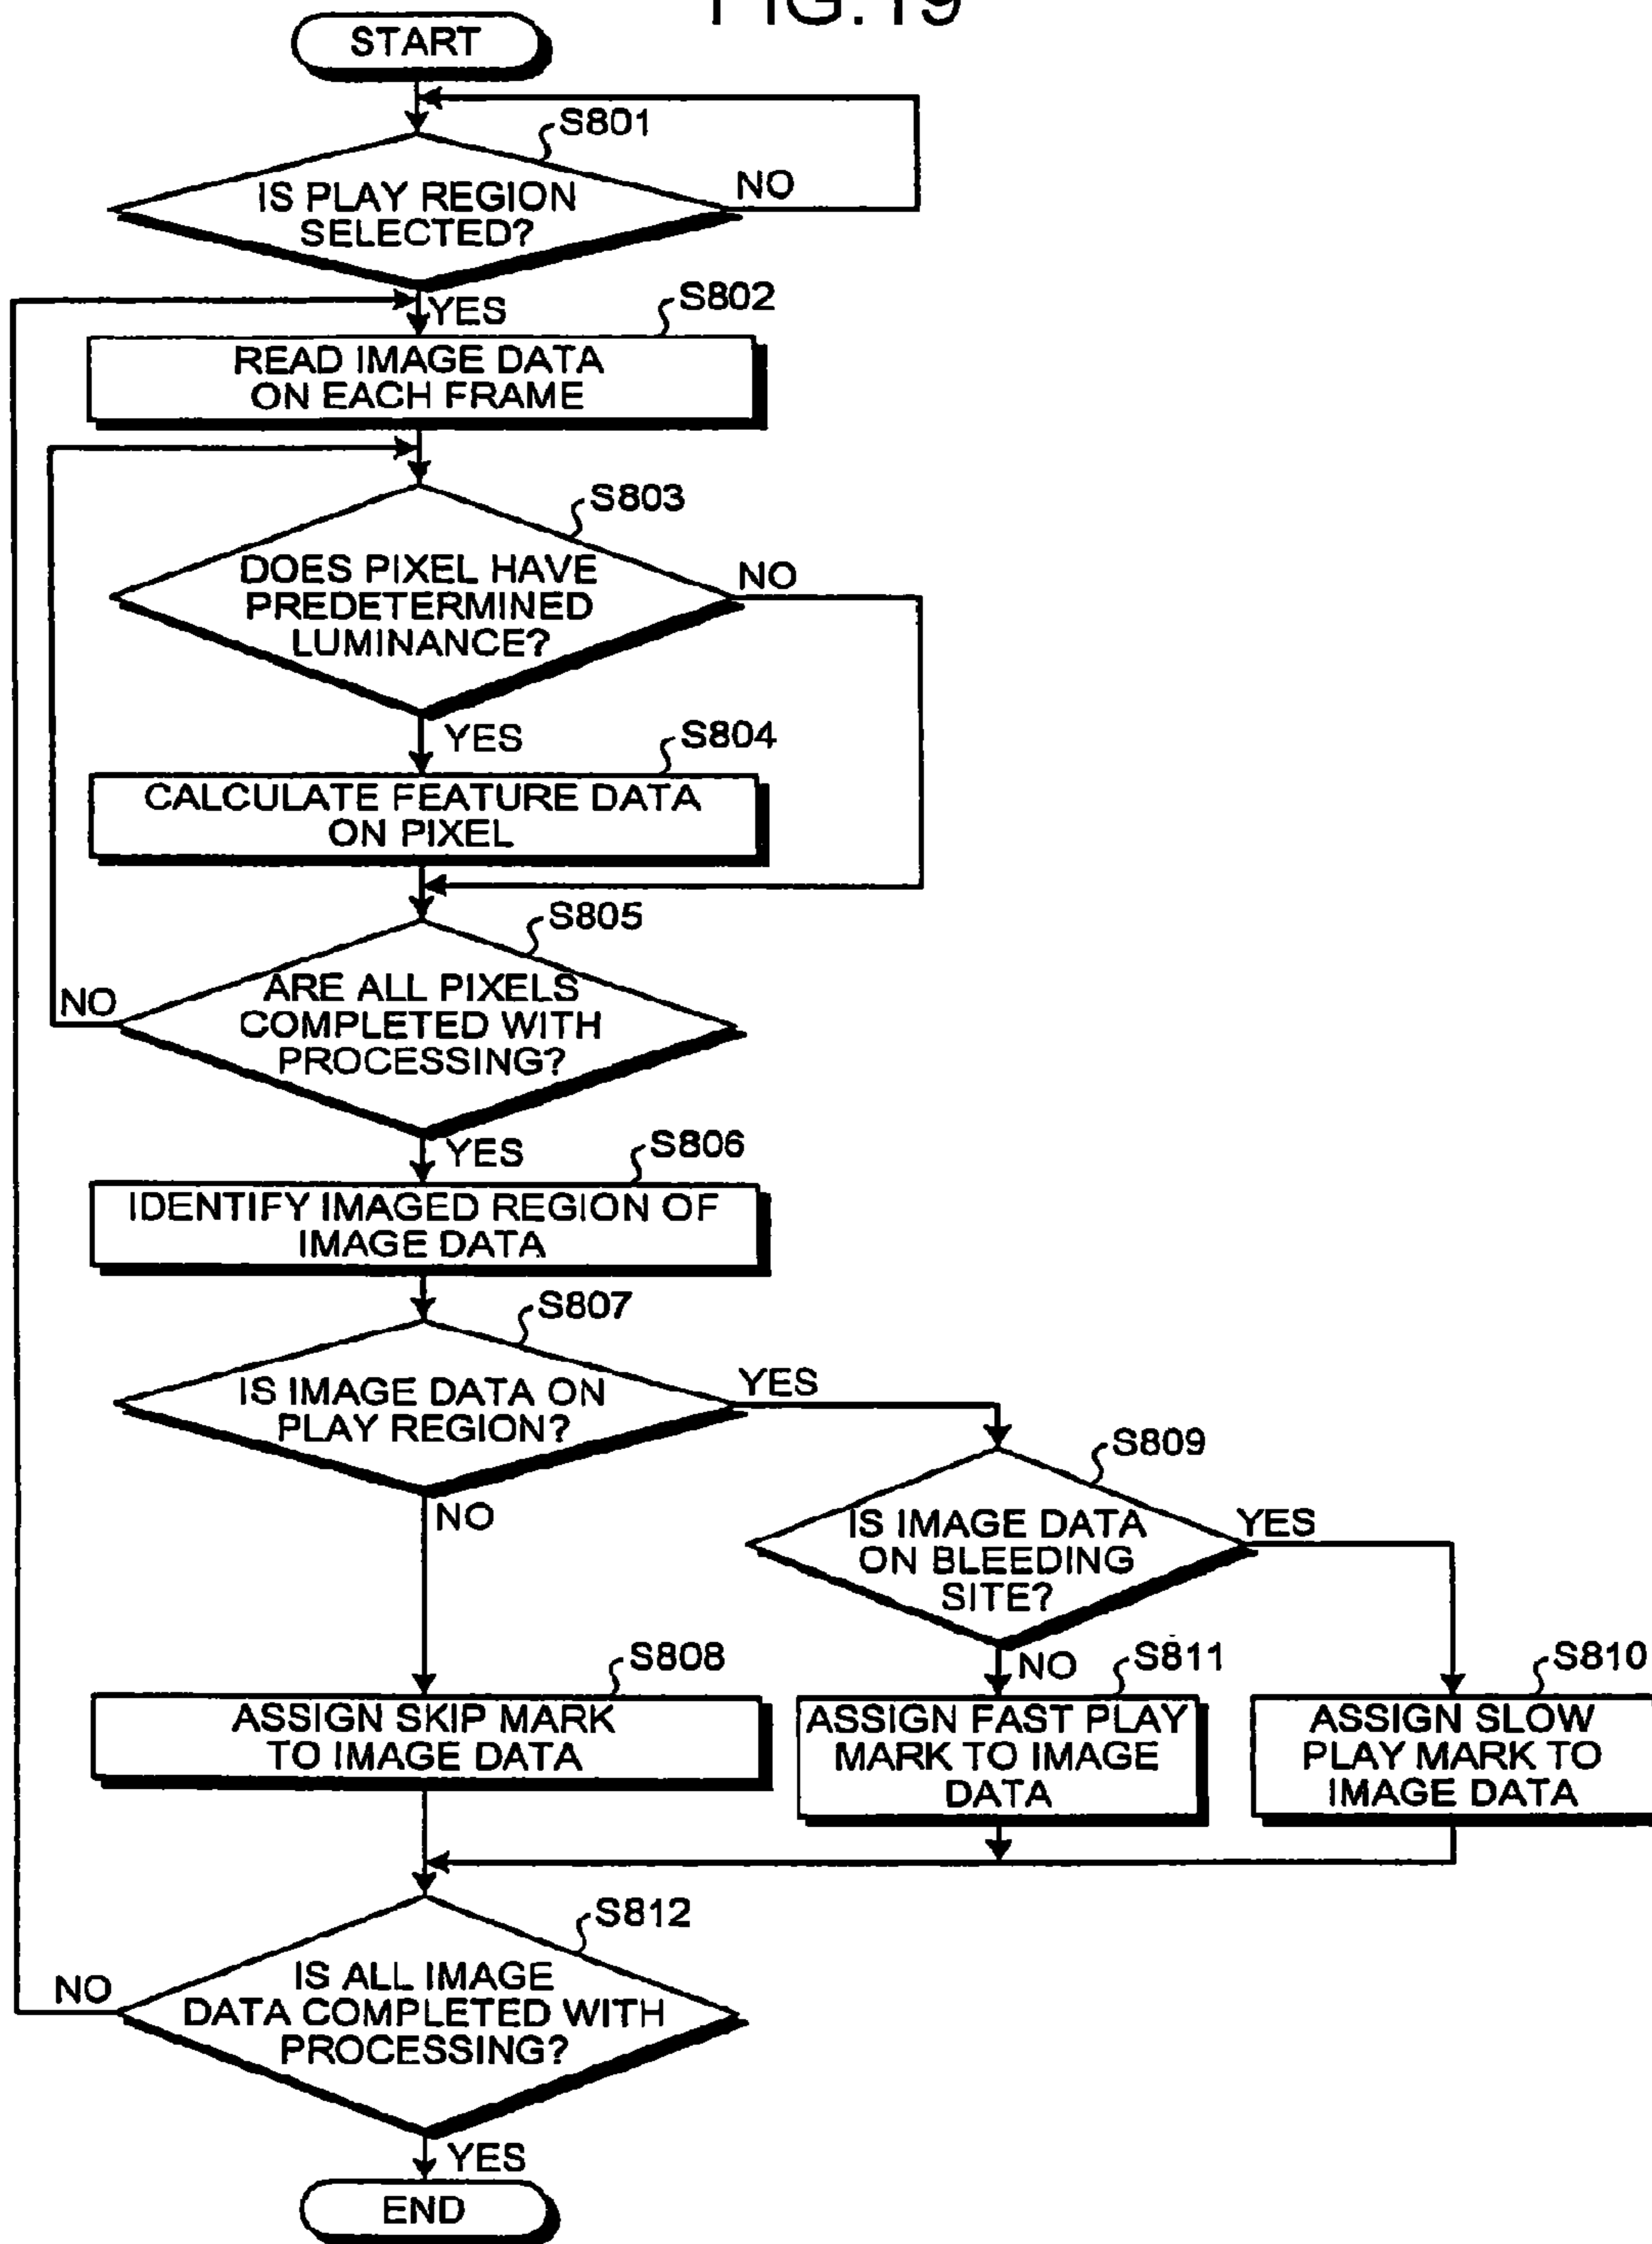 FIG.19
START
S801
IS PLAY REGION
SELECTED?
NO
YES
S802
READ IMAGE DATA
ON EACH FRAME
S803
DOES PIXEL HAVE
PREDETERMINED
LUMINANCE?
NO
YES
S804
CALCULATE FEATURE DATA
ON PIXEL
S805
ARE ALL PIXELS
COMPLETED WITH
PROCESSING?
NO
YES
S806
IDENTIFY IMAGED REGION OF
IMAGE DATA
S807
IS IMAGE DATA ON
PLAY REGION?
YES
NO
S809
IS IMAGE DATA
ON BLEEDING
SITE?
YES
NO
S808
ASSIGN SKIP MARK
TO IMAGE DATA
S811
ASSIGN FAST PLAY
MARK TO IMAGE
DATA
S810
ASSIGN SLOW
PLAY MARK TO
IMAGE DATA
S812
IS ALL IMAGE
DATA COMPLETED WITH
PROCESSING?
NO
YES
END